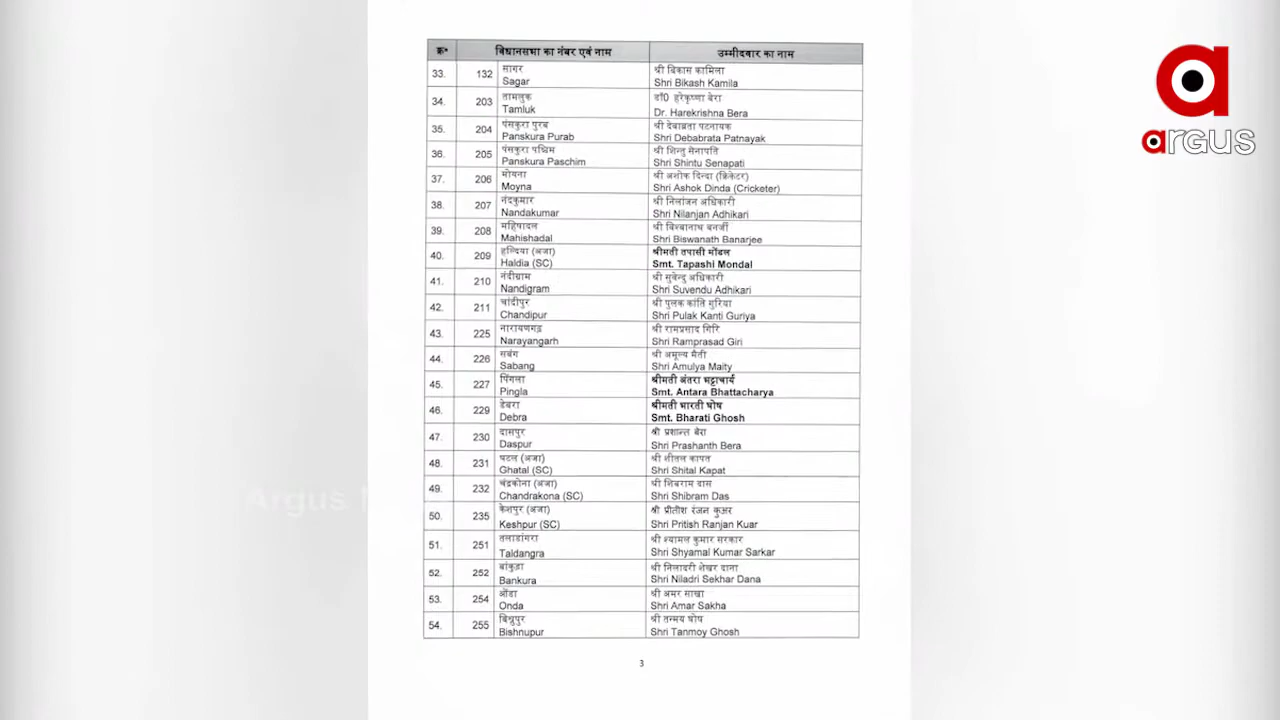 क्र०
विधानसभा का नंबर एवं नाम
उम्मीदवार का नाम
33.
132
सागर
Sagar
श्री विकास कामिला
Shri Bikash Kamila
34.
203
तामलुक
Tamluk
डॉ0 हरेकृष्णा बेरा
Dr. Harekrishna Bera
35.
204
पंसकुरा पुरब
Panskura Purab
श्री देवाब्रता पटनायक
Shri Debabrata Patnayak
36.
205
पंसकुरा पश्चिम
Panskura Paschim
श्री शिन्तु सेनापति
Shri Shintu Senapati
37.
206
मोयना
Moyna
श्री अशोक दिन्दा (क्रिकेटर)
Shri Ashok Dinda (Cricketer)
38.
207
नंदकुमार
Nandakumar
श्री निलांजन अधिकारी
Shri Nilanjan Adhikari
39.
208
महिषादल
Mahishadal
श्री बिश्वानाथ बनर्जी
Shri Biswanath Banarjee
40.
209
हल्दिया (अजा)
Haldia (SC)
श्रीमती तपासी मोंडल
Smt. Tapashi Mondal
41.
210
नंदीग्राम
Nandigram
श्री सुवेन्दु अधिकारी
Shri Suvendu Adhikari
42.
211
चांदीपुर
Chandipur
श्री पुलक कांति गुरिया
Shri Pulak Kanti Guriya
43.
225
नारायणगढ़
Narayangarh
श्री रामप्रसाद गिरि
Shri Ramprasad Giri
44.
226
सबंग
Sabang
श्री अमूल्य मैती
Shri Amulya Maity
45.
227
पिंगला
Pingla
श्रीमती अंतरा भट्टाचार्य
Smt. Antara Bhattacharya
46.
229
डेबरा
Debra
श्रीमती भारती घोष
Smt. Bharati Ghosh
47.
230
दासपुर
Daspur
श्री प्रशान्त बेरा
Shri Prashanth Bera
48.
231
घटल (अजा)
Ghatal (SC)
श्री शीतल कापत
Shri Shital Kapat
49.
232
चंद्रकोना (अजा)
Chandrakona (SC)
श्री शिबराम दास
Shri Shibram Das
50.
235
केशपुर (अजा)
Keshpur (SC)
श्री प्रीतीश रंजन कुअर
Shri Pritish Ranjan Kuar
51.
251
तलाडांगरा
Taldangra
श्री श्यामल कुमार सरकार
Shri Shyamal Kumar Sarkar
52.
252
बांकुड़ा
Bankura
श्री निलादरी शेखर दाना
Shri Niladri Sekhar Dana
53.
254
ओंडा
Onda
श्री अमर साखा
Shri Amar Sakha
54.
255
बिश्नुपुर
Bishnupur
श्री तन्मय घोष
Shri Tanmoy Ghosh
3
argus
Argus